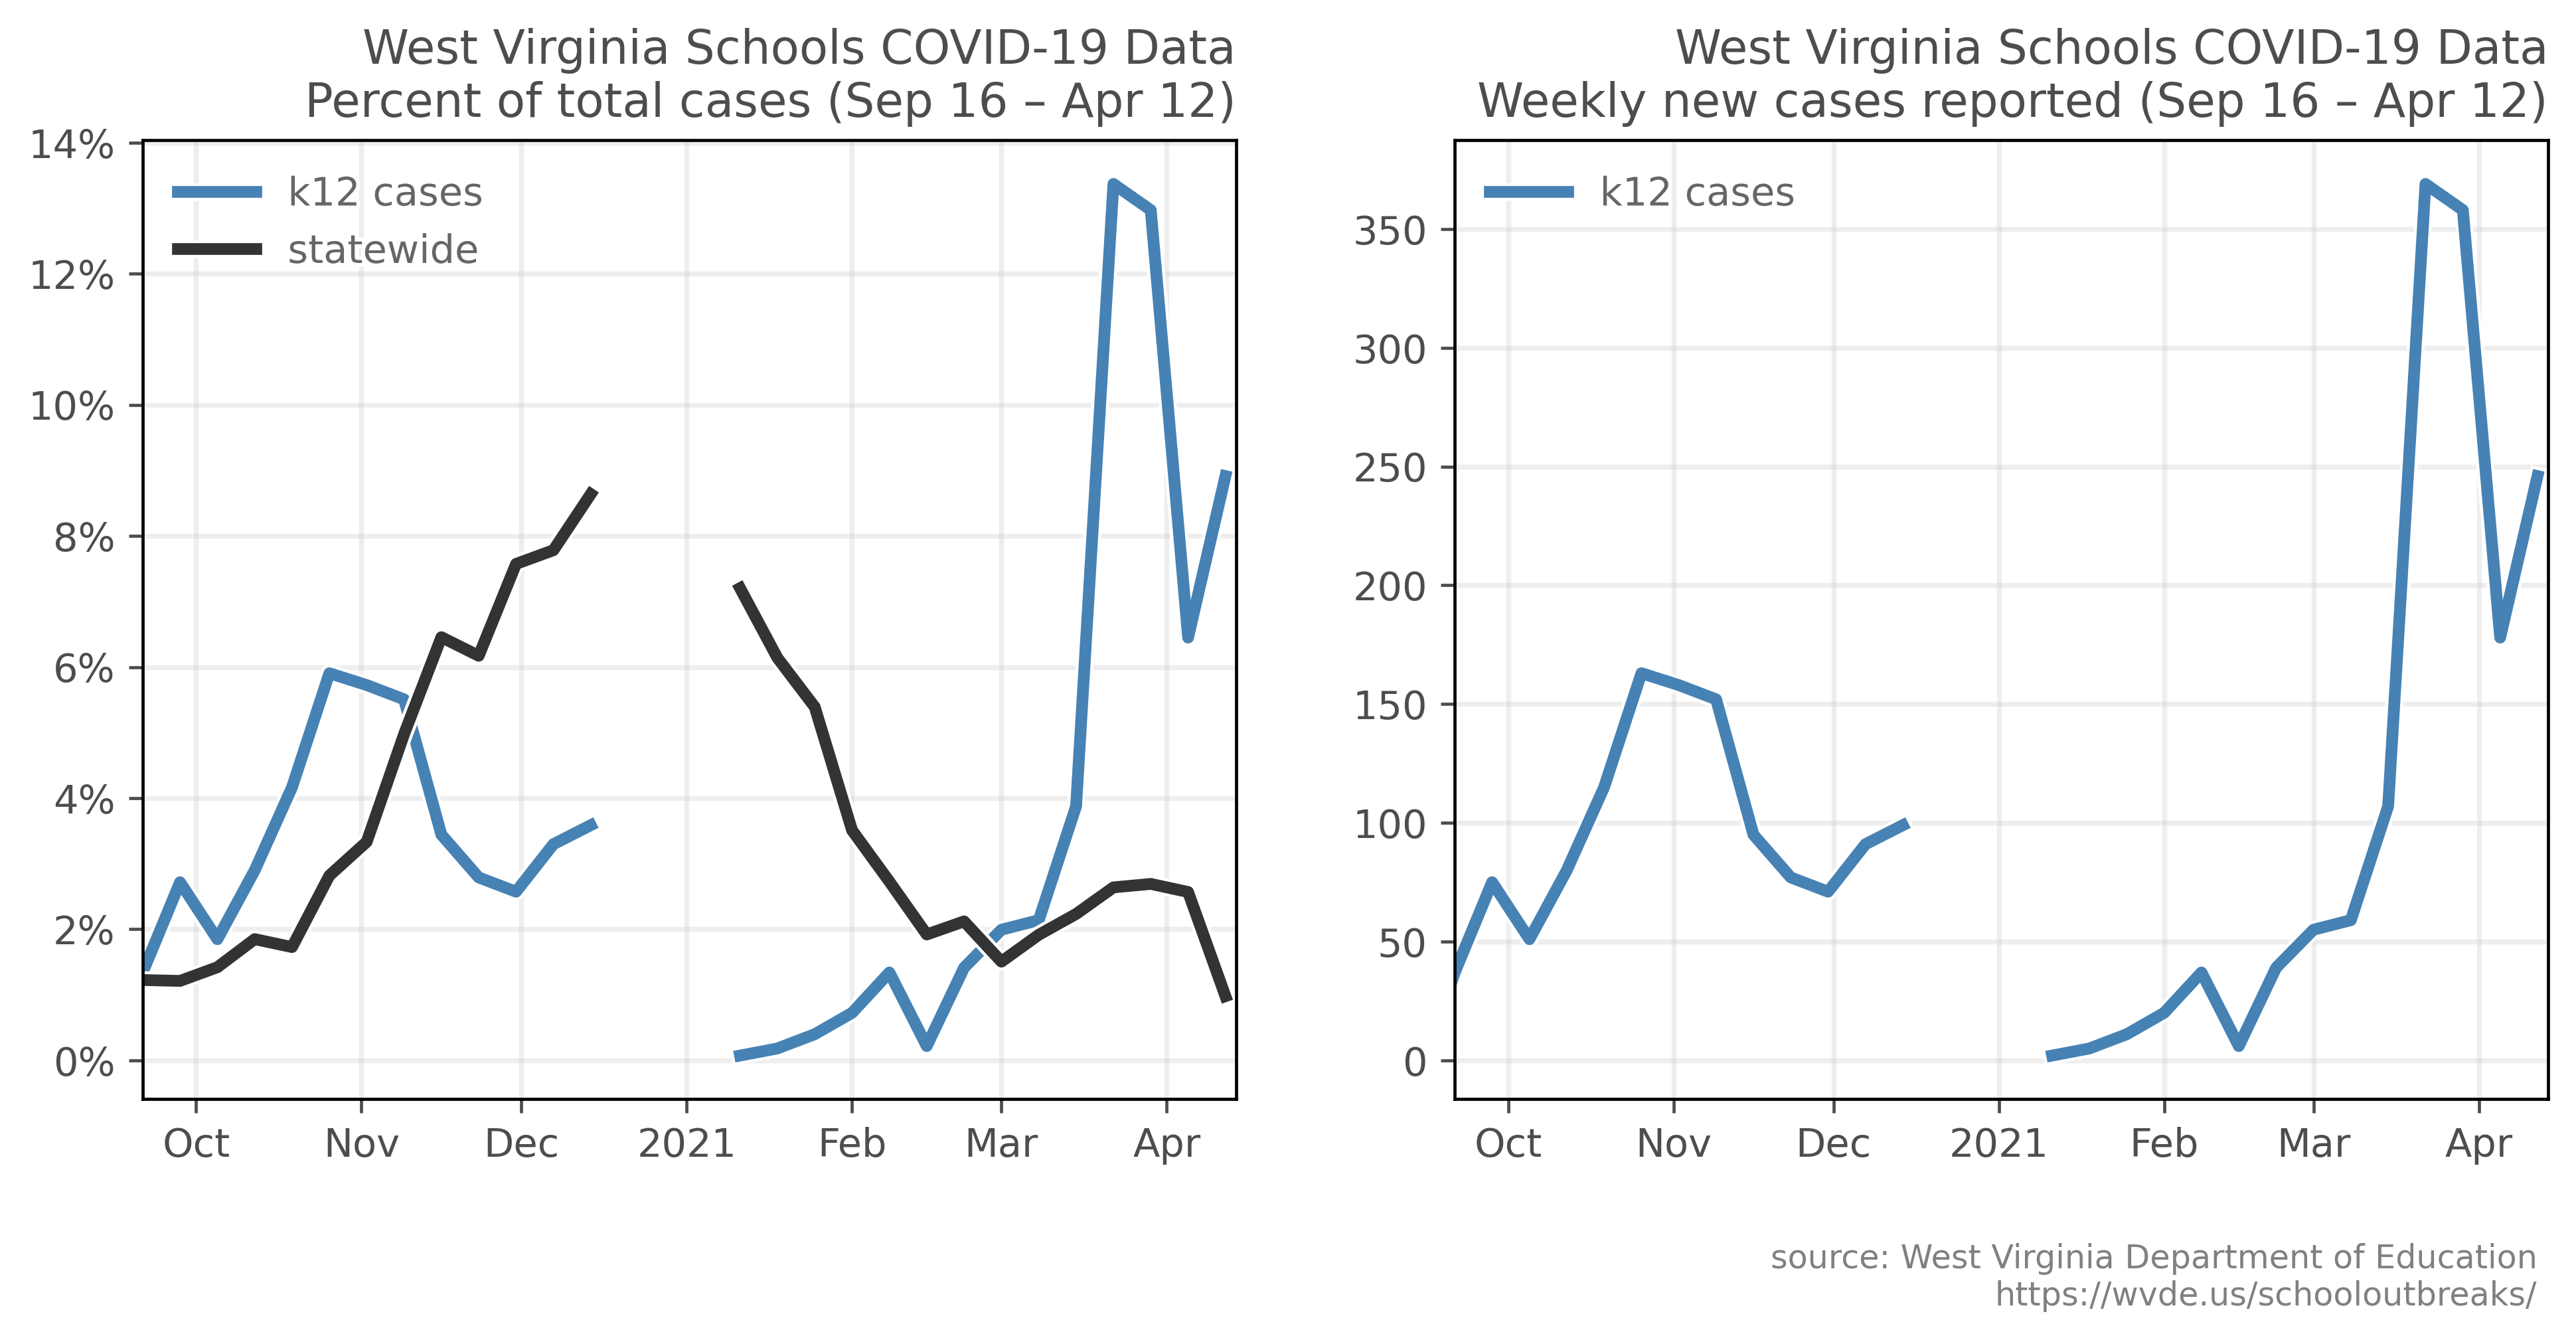 West Virginia Schools COVID-19 Data
Percent of total cases (Sep 16 – Apr 12)
14%
12%
10%
8%
6%
4%
2%
0%
k12 cases
statewide
Oct Nov Dec 2021 Feb Mar Apr
West Virginia Schools COVID-19 Data
Weekly new cases reported (Sep 16 – Apr 12)
350
300
250
200
150
100
50
0
k12 cases
Oct Nov Dec 2021 Feb Mar Apr
source: West Virginia Department of Education
https://wvde.us/schooloutbreaks/